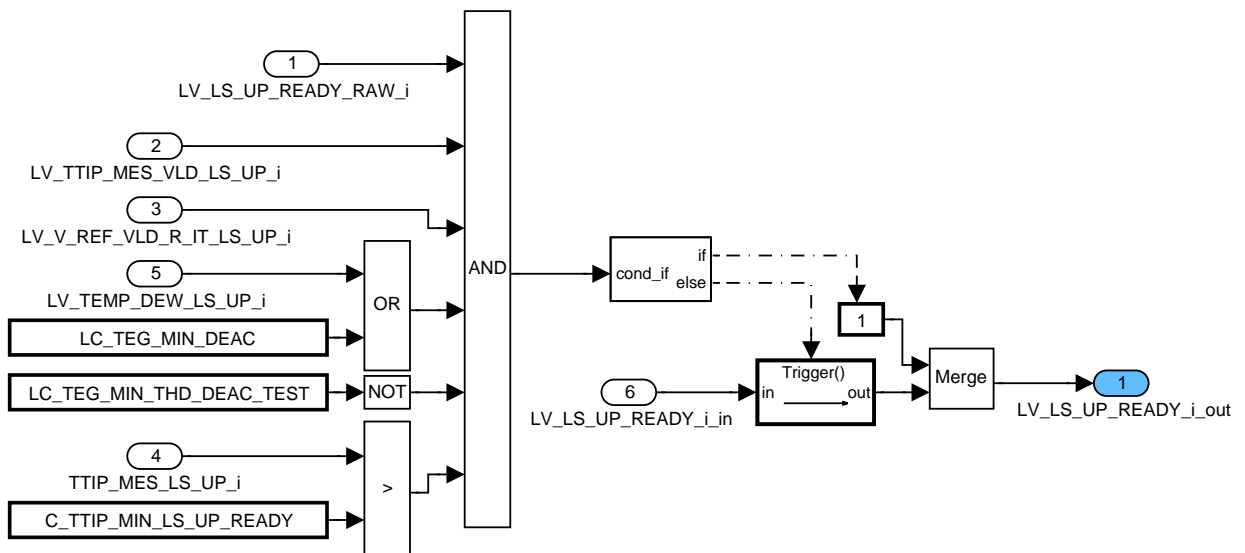 1
LV_LS_UP_READY_RAW_i
2
LV_TTIP_MES_VLD_LS_UP_i
3
LV_V_REF_VLD_R_IT_LS_UP_i
5
LV_TEMP_DEW_LS_UP_i
LC_TEG_MIN_DEAC
OR
LC_TEG_MIN_THD_DEAC_TEST
NOT
4
TTIP_MES_LS_UP_i
C_TTIP_MIN_LS_UP_READY
>
AND
cond_if
if
else
1
6
LV_LS_UP_READY_i_in
Trigger()
in
out
Merge
1
LV_LS_UP_READY_i_out